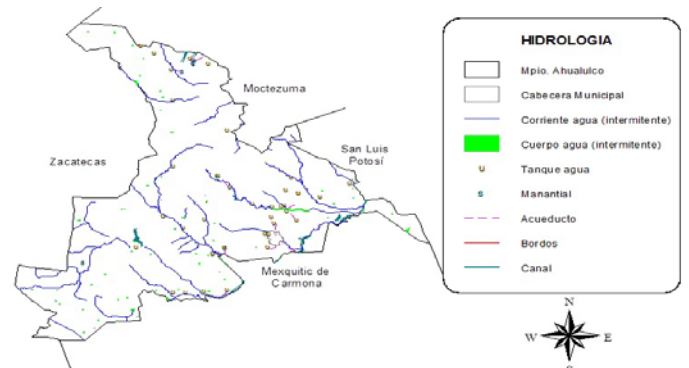 Moctezuma
San Luis
Potosí
Zacatecas
Mexquitic de
Carmona
HIDROLOGIA
Mpio. Ahualulco
Cabecera Municipal
Corriente agua (intermitente)
Cuerpo agua (intermitente)
Tanque agua
Manantial
Acueducto
Bordos
Canal
N
W
E
S